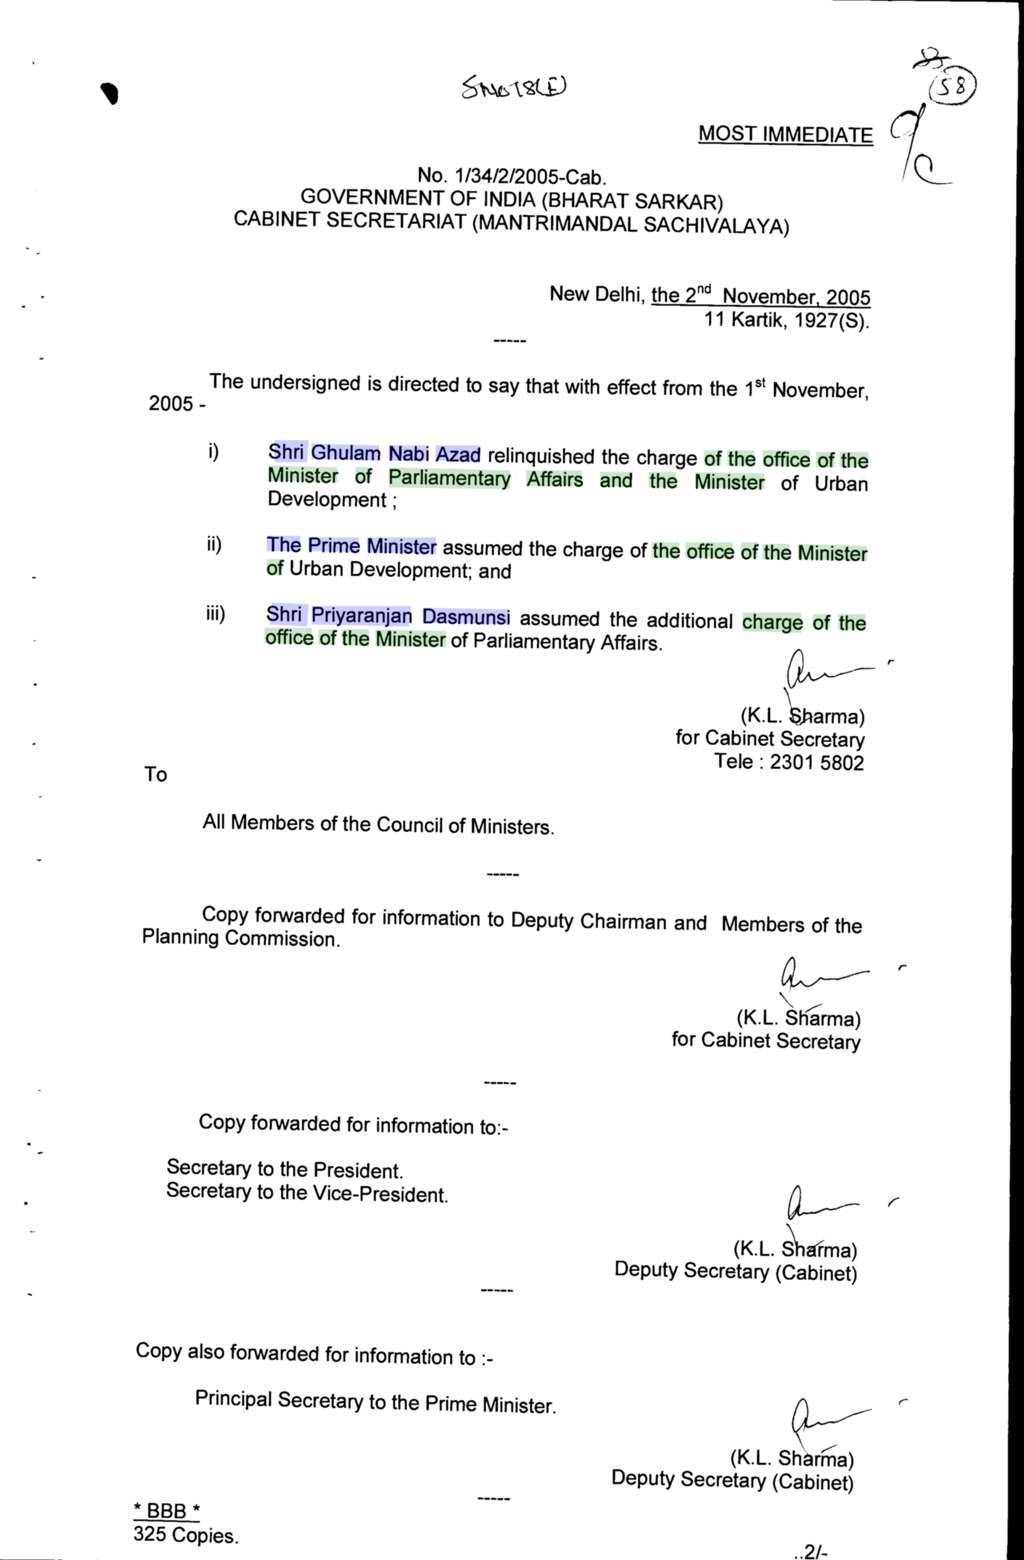 58
MOST IMMEDIATE
No. 1/34/2/2005-Cab.
GOVERNMENT OF INDIA (BHARAT SARKAR)
CABINET SECRETARIAT (MANTRIMANDAL SACHIVALAYA)
New Delhi, the 2nd November, 2005
11 Kartik, 1927(S).
-----
The undersigned is directed to say that with effect from the 1st November,
2005 -
i) Shri Ghulam Nabi Azad relinquished the charge of the office of the
Minister of Parliamentary Affairs and the Minister of Urban
Development ;
ii) The Prime Minister assumed the charge of the office of the Minister
of Urban Development; and
iii) Shri Priyaranjan Dasmunsi assumed the additional charge of the
office of the Minister of Parliamentary Affairs.
(K.L. Sharma)
for Cabinet Secretary
Tele : 2301 5802
To
All Members of the Council of Ministers.
-----
Copy forwarded for information to Deputy Chairman and Members of the
Planning Commission.
(K.L. Sharma)
for Cabinet Secretary
-----
Copy forwarded for information to:-
Secretary to the President.
Secretary to the Vice-President.
(K.L. Sharma)
Deputy Secretary (Cabinet)
-----
Copy also forwarded for information to :-
Principal Secretary to the Prime Minister.
(K.L. Sharma)
Deputy Secretary (Cabinet)
-----
* BBB *
325 Copies.
..2/-